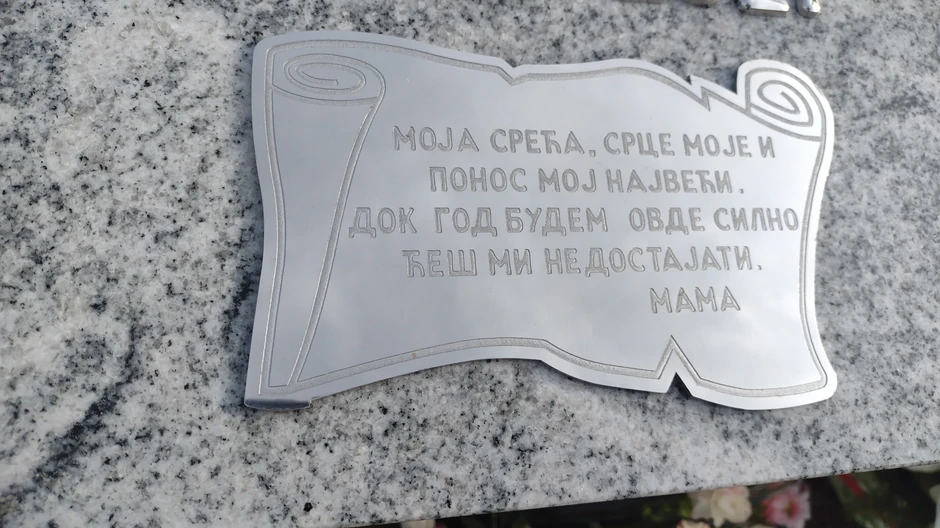 МОЈА СРЕЋА, СРЦЕ МОЈЕ И
ПОНОС МОЈ НАЈВЕЋИ.
ДОК ГОД БУДЕМ ОВДЕ СИЛНО
ЋЕШ МИ НЕДОСТАЈАТИ.
МАМА